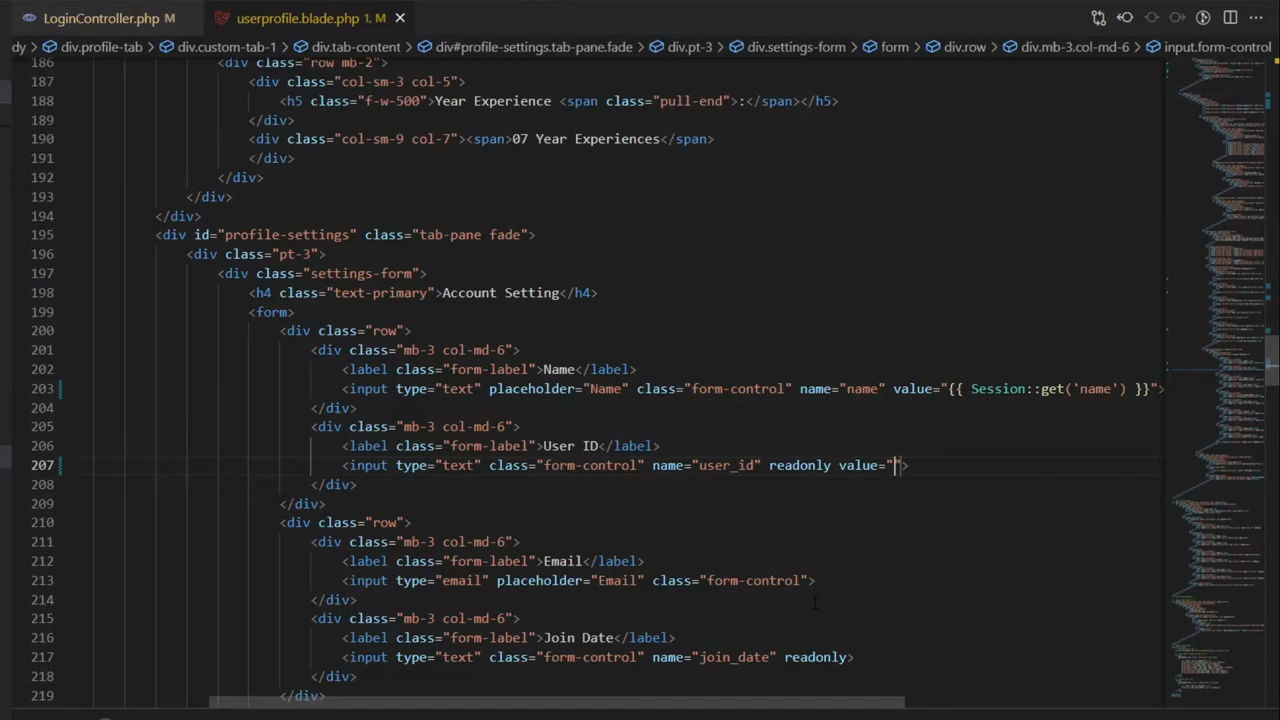 LoginController.php M
userprofile.blade.php 1, M
dy > div.profile-tab > div.custom-tab-1 > div.tab-content > div#profile-settings.tab-pane.fade > div.pt-3 > div.settings-form > form > div.row > div.mb-3.col-md-6 > input.form-control
186 <div class="row mb-2">
187 <div class="col-sm-3 col-5">
188 <h5 class="f-w-500">Year Experience <span class="pull-end">:</span></h5>
189 </div>
190 <div class="col-sm-9 col-7"><span>07 Year Experiences</span>
191 </div>
192 </div>
193 </div>
194 </div>
195 <div id="profile-settings" class="tab-pane fade">
196 <div class="pt-3">
197 <div class="settings-form">
198 <h4 class="text-primary">Account Setting</h4>
199 <form>
200 <div class="row">
201 <div class="mb-3 col-md-6">
202 <label class="form-label">Name</label>
203 <input type="text" placeholder="Name" class="form-control" name="name" value="{{ Session::get('name') }}">
204 </div>
205 <div class="mb-3 col-md-6">
206 <label class="form-label">User ID</label>
207 <input type="text" class="form-control" name="user_id" readonly value="">
208 </div>
209 </div>
210 <div class="row">
211 <div class="mb-3 col-md-6">
212 <label class="form-label">Email</label>
213 <input type="email" placeholder="Email" class="form-control">
214 </div>
215 <div class="mb-3 col-md-6">
216 <label class="form-label">Join Date</label>
217 <input type="text" class="form-control" name="join_date" readonly>
218 </div>
219 </div>